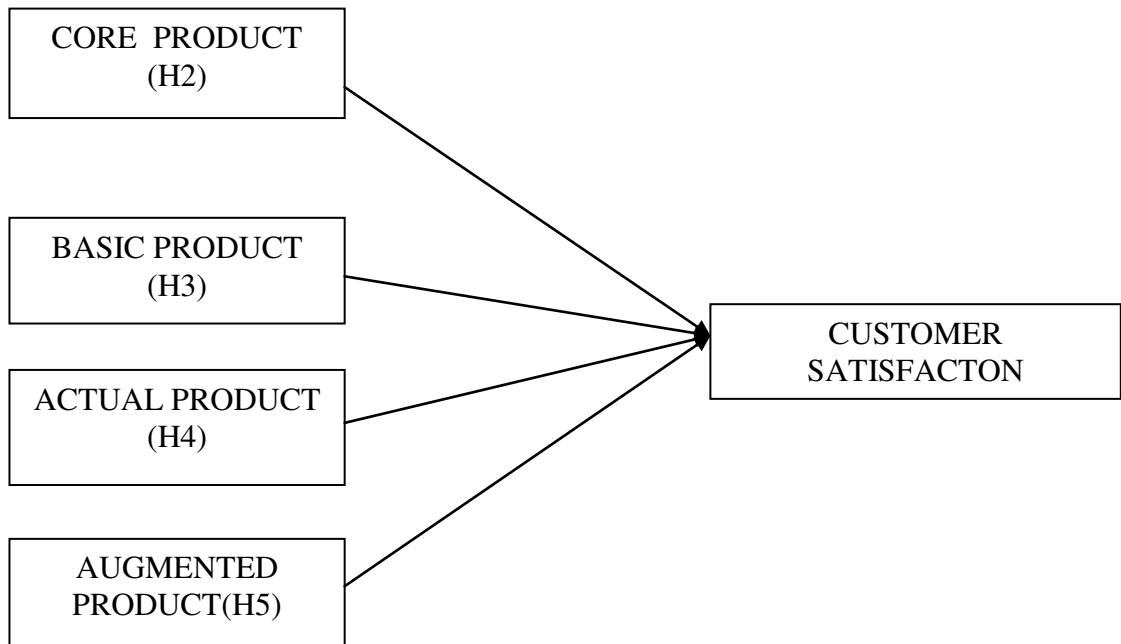 CORE PRODUCT
(H2)
BASIC PRODUCT
(H3)
ACTUAL PRODUCT
(H4)
AUGMENTED
PRODUCT(H5)
CUSTOMER
SATISFACTON